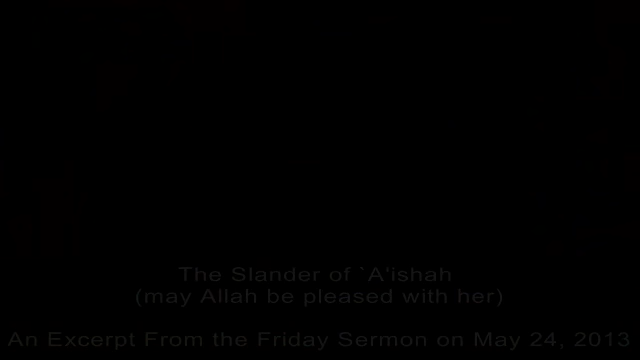 The Slander of `A'ishah
(may Allah be pleased with her)
An Excerpt From the Friday Sermon on May 24, 2013